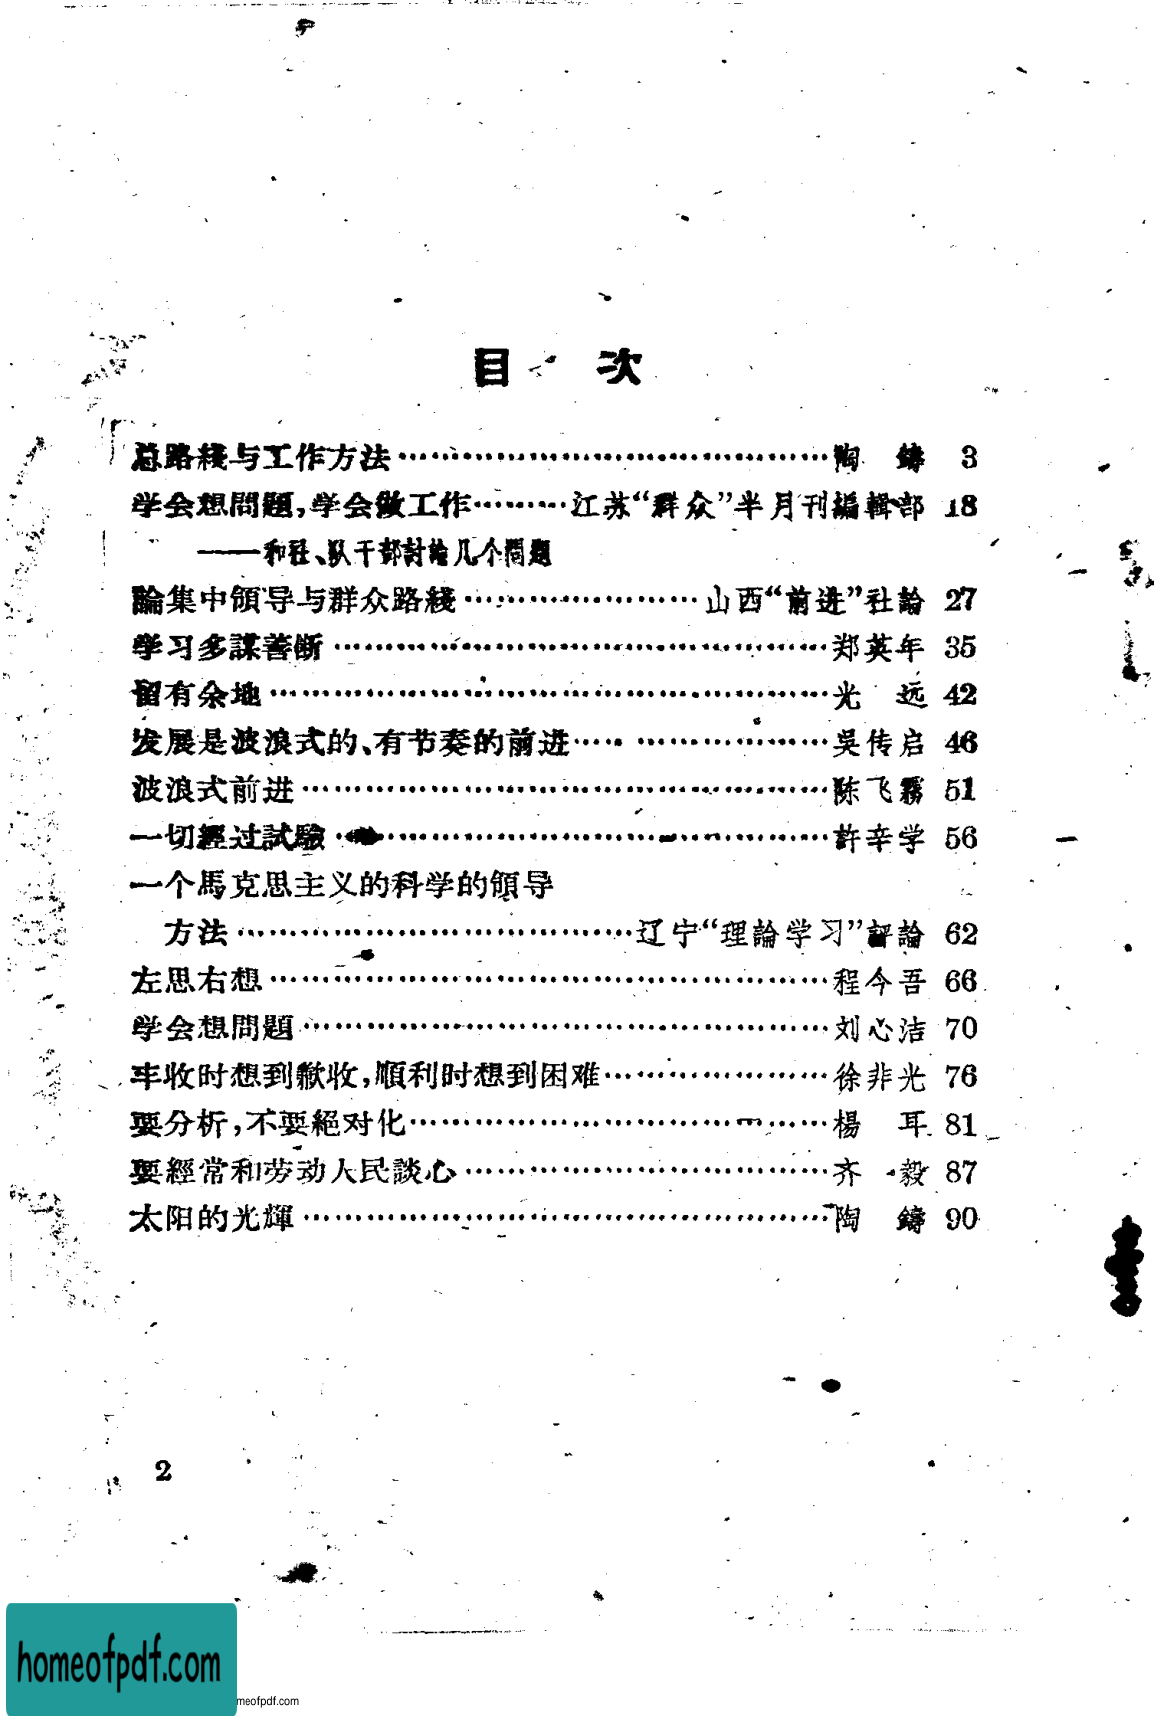 目 次
总路綫与工作方法……………………………………陶 鑄 3
学会想問題,学会做工作………江苏“群众”半月刊編輯部 18
——和社、队干部討論几个問題
論集中領导与群众路綫……………………山西“前进”社論 27
学习多謀善断……………………………………郑英年 35
留有余地……………………………………光 远 42
发展是波浪式的、有节奏的前进……………………吳传启 46
波浪式前进……………………………………陈飞霧 51
一切經过試驗……………………………………許辛学 56
一个馬克思主义的科学的領导
方法……………………………………辽宁“理論学习”評論 62
左思右想……………………………………程今吾 66
学会想問題……………………………………刘心洁 70
丰收时想到歉收,順利时想到困难…………………徐非光 76
要分析,不要絕对化……………………………………楊 耳 81
要經常和劳动人民談心………………………………齐 毅 87
太阳的光輝……………………………………陶 鑄 90
2
homeofpdf.com
meofpdf.com